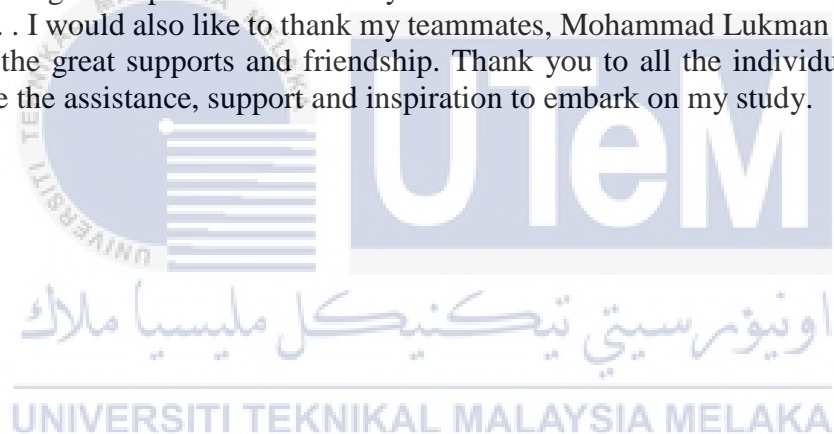 . . I would also like to thank my teammates, Mohammad Lukman
the great supports and friendship. Thank you to all the
the assistance, support and inspiration to embark on my study.
UTeM
اونيۏرسيتي تيكنيكل مليسيا ملاك
UNIVERSITI TEKNIKAL MALAYSIA MELAKA